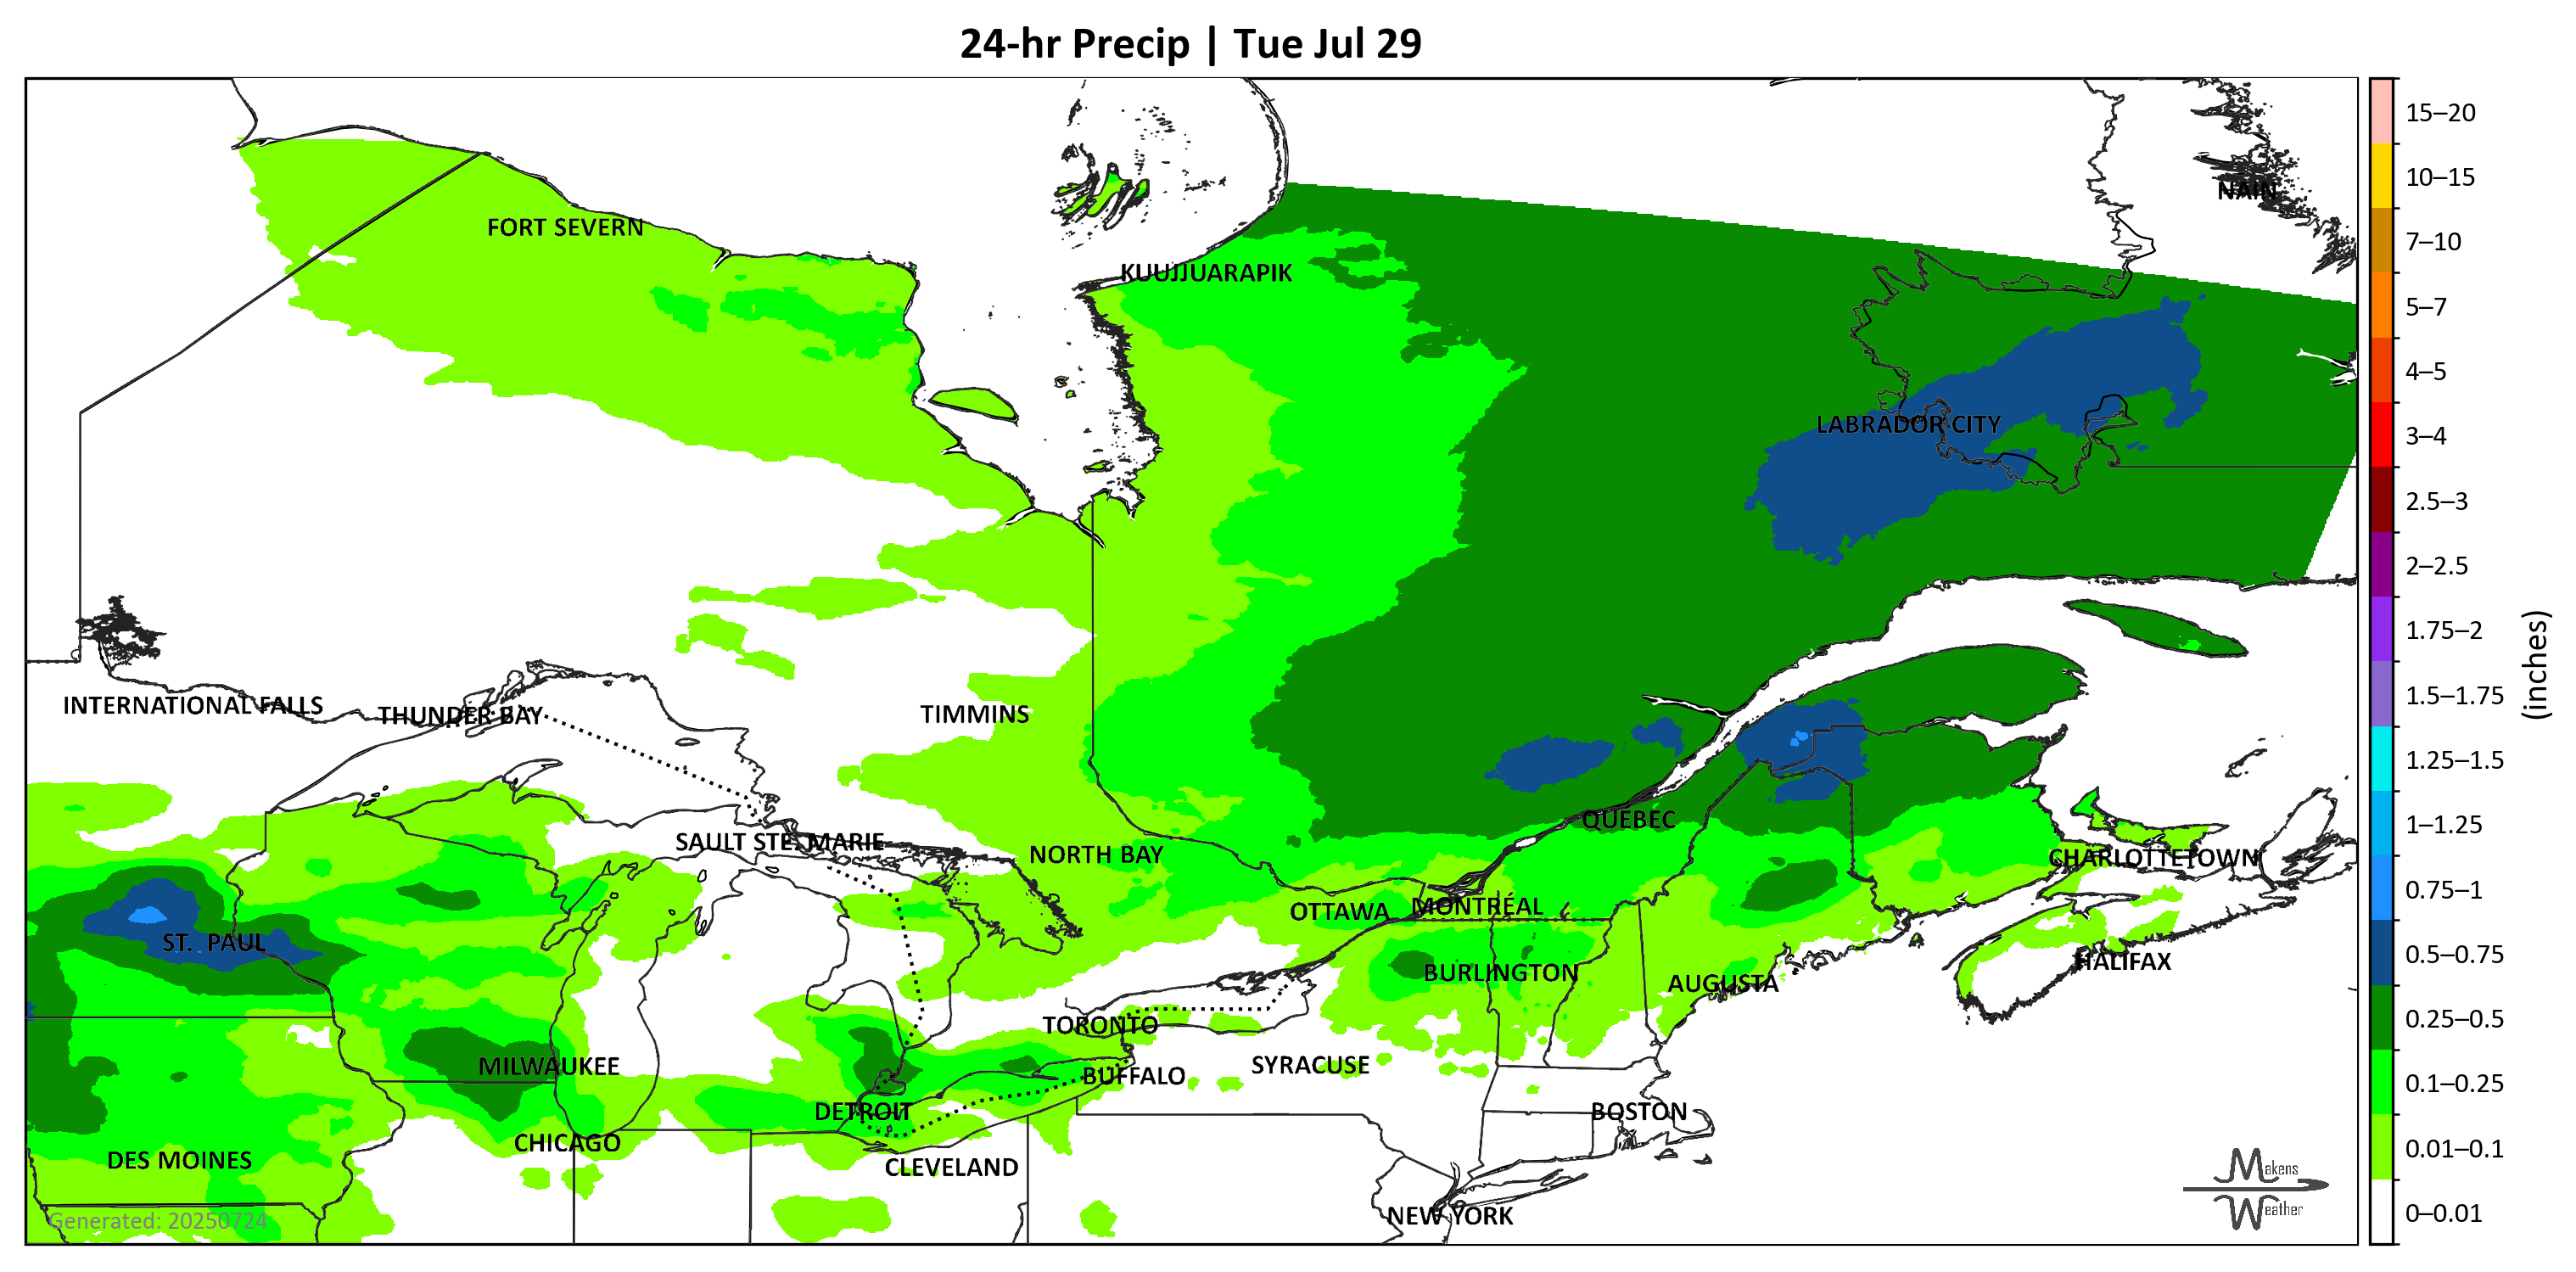 24-hr Precip | Tue Jul 29
15–20
10–15
7–10
5–7
4–5
3–4
2.5–3
2–2.5
1.75–2
1.5–1.75
1.25–1.5
1–1.25
0.75–1
0.5–0.75
0.25–0.5
0.1–0.25
0.01–0.1
0–0.01
(inches)
NAIN
FORT SEVERN
KUUJJUARAPIK
LABRADOR CITY
INTERNATIONAL FALLS
THUNDER BAY
TIMMINS
QUEBEC
SAULT STE. MARIE
NORTH BAY
CHARLOTTETOWN
OTTAWA
MONTRÉAL
ST. PAUL
BURLINGTON
AUGUSTA
HALIFAX
TORONTO
MILWAUKEE
BUFFALO
SYRACUSE
DETROIT
BOSTON
CHICAGO
DES MOINES
CLEVELAND
NEW YORK
Generated: 20250724
Makens
Weather